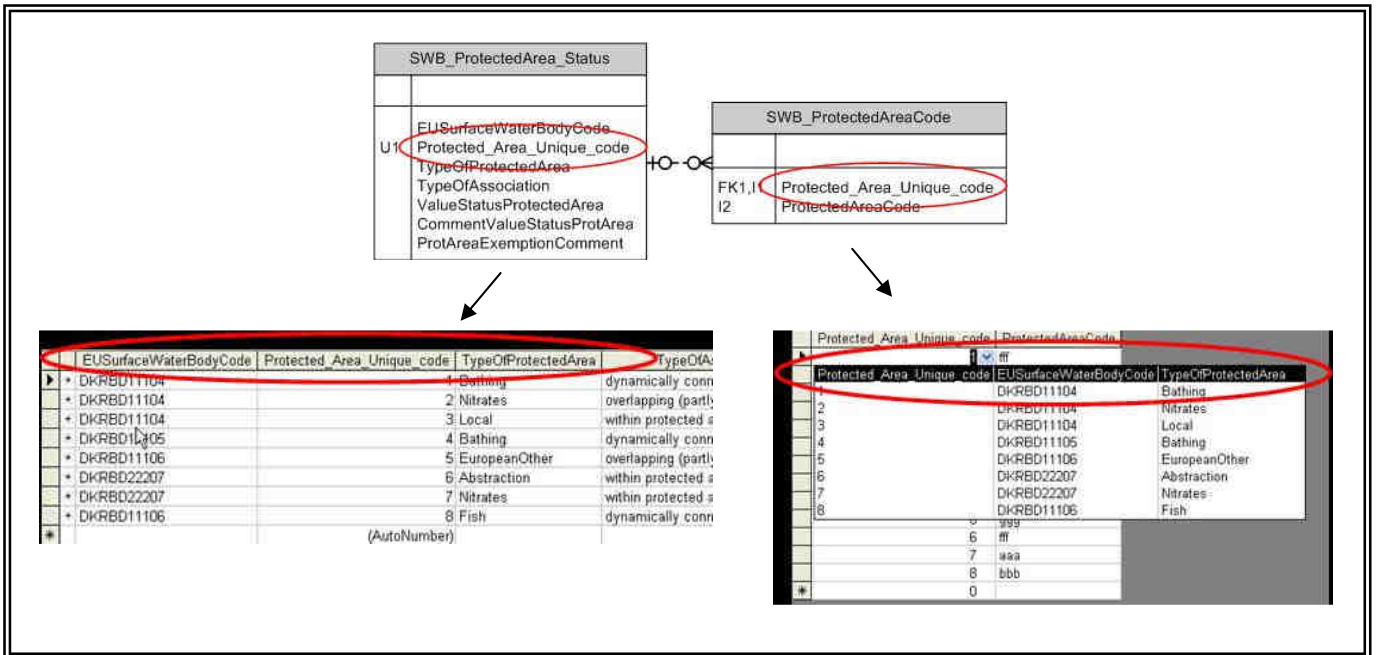 SWB_ProtectedArea_Status
EUSurfaceWaterBodyCode
U1 Protected_Area_Unique_code
TypeOfProtectedArea
TypeOfAssociation
ValueStatusProtectedArea
CommentValueStatusProtArea
ProtAreaExemptionComment
SWB_ProtectedAreaCode
FK1,I1 Protected_Area_Unique_code
I2 ProtectedAreaCode
EUSurfaceWaterBodyCode Protected_Area_Unique_code TypeOfProtectedArea TypeOfAs
+ DKRBD11104 1 Bathing dynamically conn
+ DKRBD11104 2 Nitrates overlapping (partly
+ DKRBD11104 3 Local within protected a
+ DKRBD11105 4 Bathing dynamically conn
+ DKRBD11106 5 EuropeanOther overlapping (partly
+ DKRBD22207 6 Abstraction within protected a
+ DKRBD22207 7 Nitrates within protected a
+ DKRBD11106 8 Fish dynamically conn
* (AutoNumber)
Protected_Area_Unique_code ProtectedAreaCode
1 fff
Protected_Area_Unique_code EUSurfaceWaterBodyCode TypeOfProtectedArea
1 DKRBD11104 Bathing
2 DKRBD11104 Nitrates
3 DKRBD11104 Local
4 DKRBD11105 Bathing
5 DKRBD11106 EuropeanOther
6 DKRBD22207 Abstraction
7 DKRBD22207 Nitrates
8 DKRBD11106 Fish
ggg
6 fff
7 aaa
8 bbb
* 0